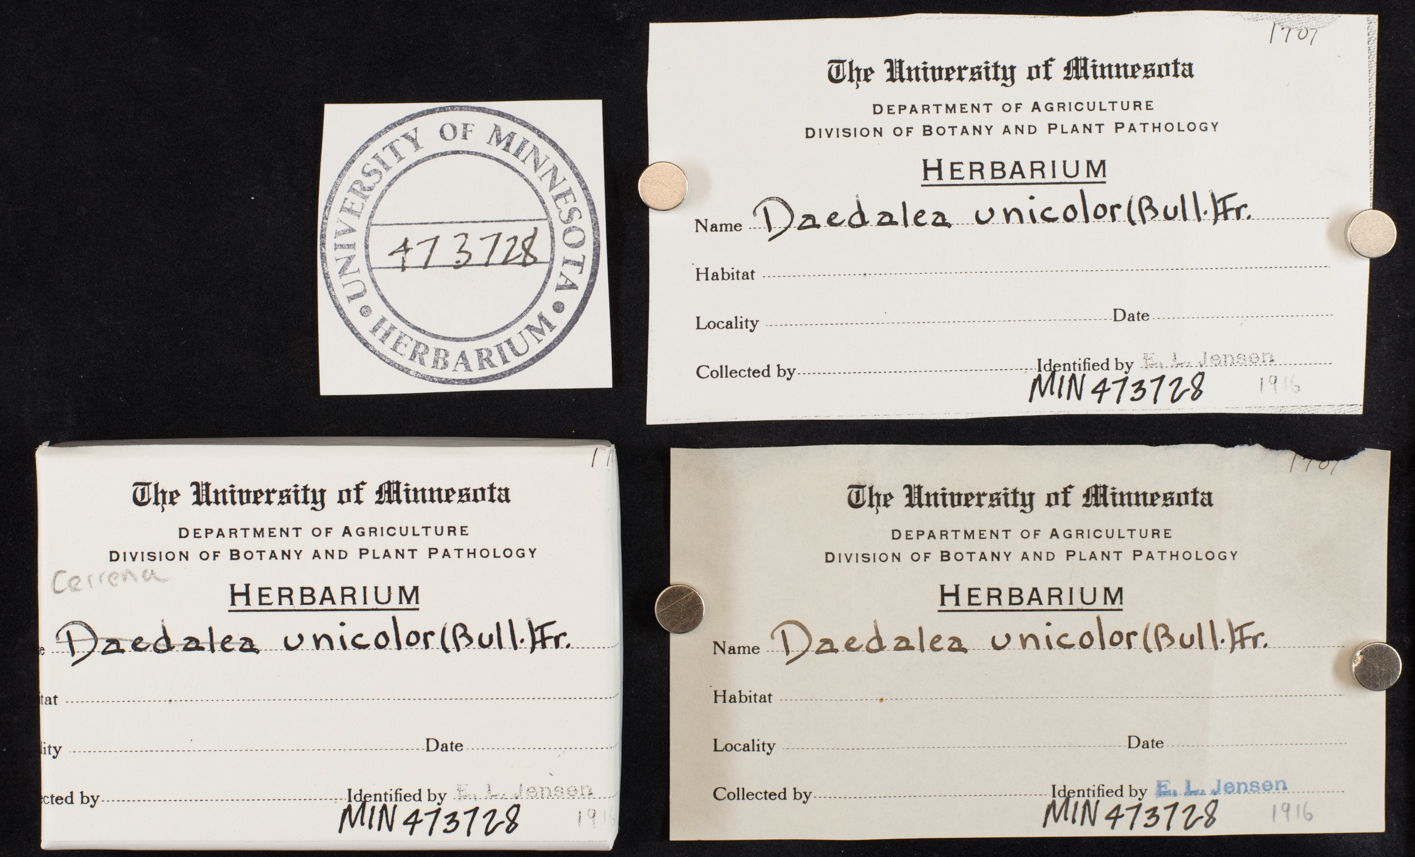 UNIVERSITY OF MINNESOTA
473728
• HERBARIUM •
1707
The University of Minnesota
DEPARTMENT OF AGRICULTURE
DIVISION OF BOTANY AND PLANT PATHOLOGY
HERBARIUM
Name Daedalea unicolor (Bull.) Fr.
Habitat
Locality Date
Collected by Identified by E. L. Jensen
MIN 473728 1916
The University of Minnesota
DEPARTMENT OF AGRICULTURE
DIVISION OF BOTANY AND PLANT PATHOLOGY
Cerrena
HERBARIUM
e Daedalea unicolor (Bull.) Fr.
tat
ity Date
cted by Identified by E. L. Jensen
MIN 473728 191
1707
The University of Minnesota
DEPARTMENT OF AGRICULTURE
DIVISION OF BOTANY AND PLANT PATHOLOGY
HERBARIUM
Name Daedalea unicolor (Bull.) Fr.
Habitat
Locality Date
Collected by Identified by E. L. Jensen
MIN 473728 1916